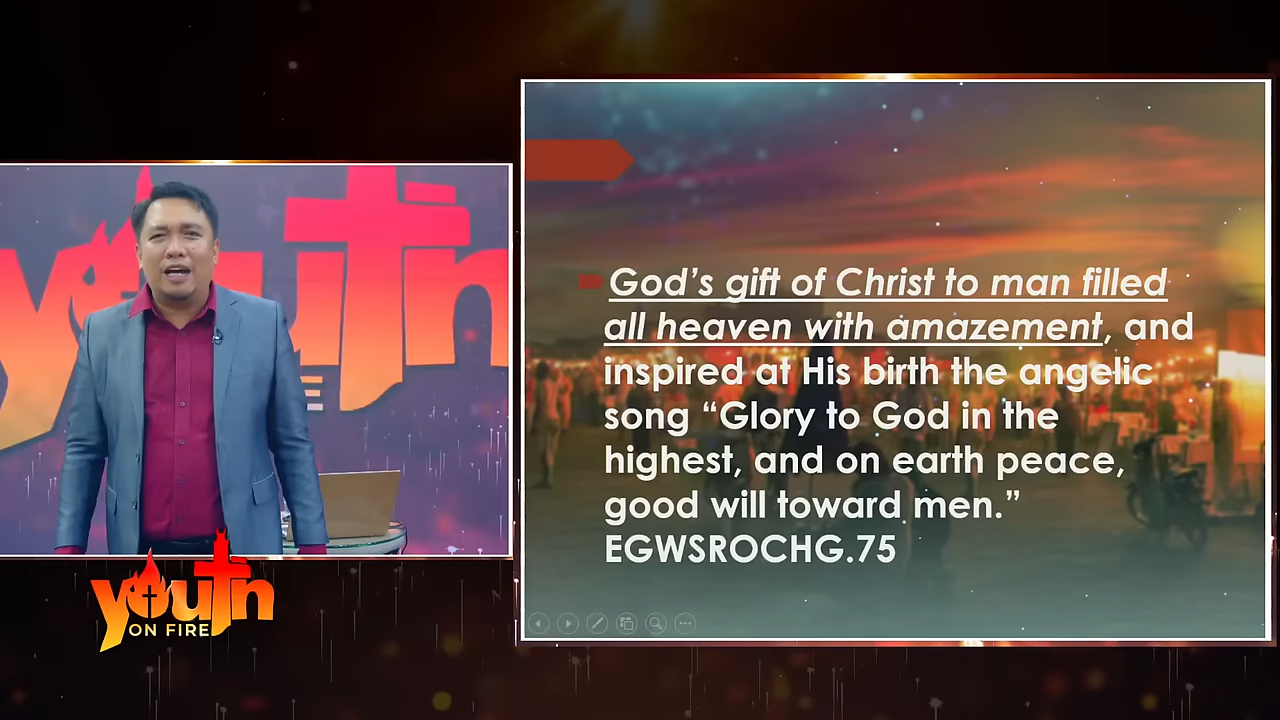 God's gift of Christ to man filled
all heaven with amazement, and
inspired at His birth the angelic
song “Glory to God in the
highest, and on earth peace,
good will toward men.”
EGWSROCHG.75
youth
E
youth
ON FIRE